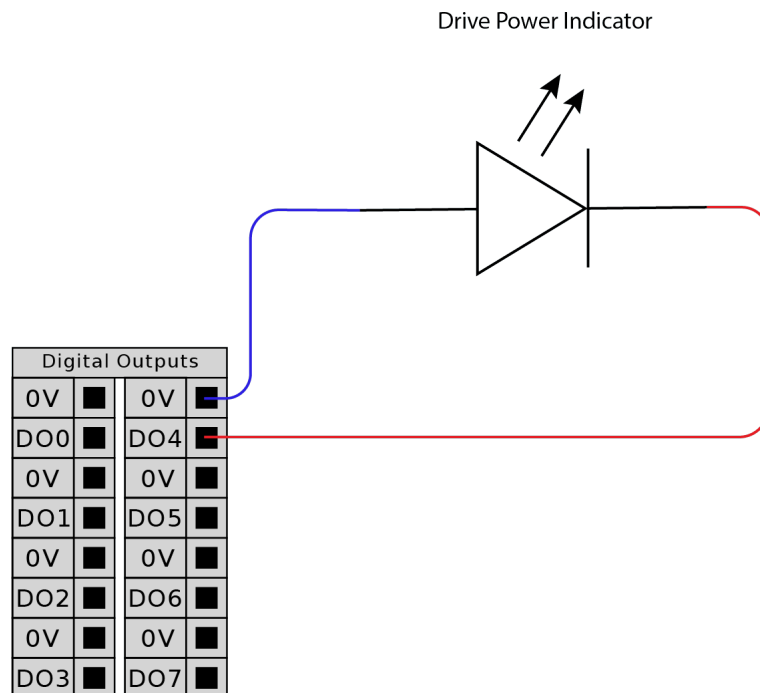 Drive Power Indicator
Digital Outputs
0V 0V
DO0 DO4
0V 0V
DO1 DO5
0V 0V
DO2 DO6
0V 0V
DO3 DO7